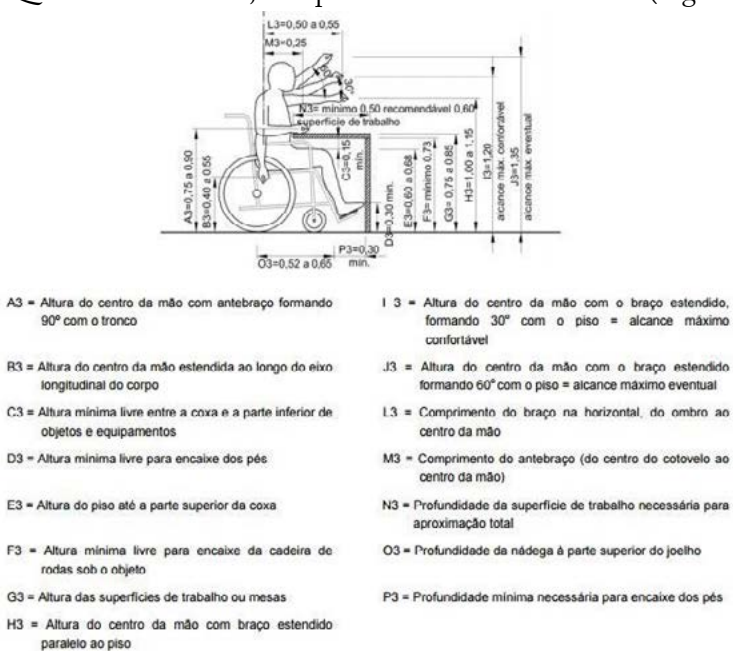 L3=0,50 a 0,55
M3=0,25
60°
30°
N3= mínimo 0,50 recomendável 0,60
superfície de trabalho
A3=0,75 a 0,90
B3=0,40 a 0,55
C3=0,15
mín.
D3=0,30 mín.
E3=0,60 a 0,68
F3= mínimo 0,73
G3= 0,75 a 0,85
H3=1,00 a 1,15
I3=1,20
alcance máx. confortável
J3=1,35
alcance máx. eventual
P3=0,30
mín.
O3=0,52 a 0,65
A3 = Altura do centro da mão com antebraço formando
90º com o tronco
B3 = Altura do centro da mão estendida ao longo do eixo
longitudinal do corpo
C3 = Altura mínima livre entre a coxa e a parte inferior de
objetos e equipamentos
D3 = Altura mínima livre para encaixe dos pés
E3 = Altura do piso até a parte superior da coxa
F3 = Altura mínima livre para encaixe da cadeira de
rodas sob o objeto
G3 = Altura das superfícies de trabalho ou mesas
H3 = Altura do centro da mão com braço estendido
paralelo ao piso
I 3 = Altura do centro da mão com o braço estendido,
formando 30º com o piso = alcance máximo
confortável
J3 = Altura do centro da mão com o braço estendido
formando 60º com o piso = alcance máximo eventual
L3 = Comprimento do braço na horizontal, do ombro ao
centro da mão
M3 = Comprimento do antebraço (do centro do cotovelo ao
centro da mão)
N3 = Profundidade da superfície de trabalho necessária para
aproximação total
O3 = Profundidade da nádega à parte superior do joelho
P3 = Profundidade mínima necessária para encaixe dos pés